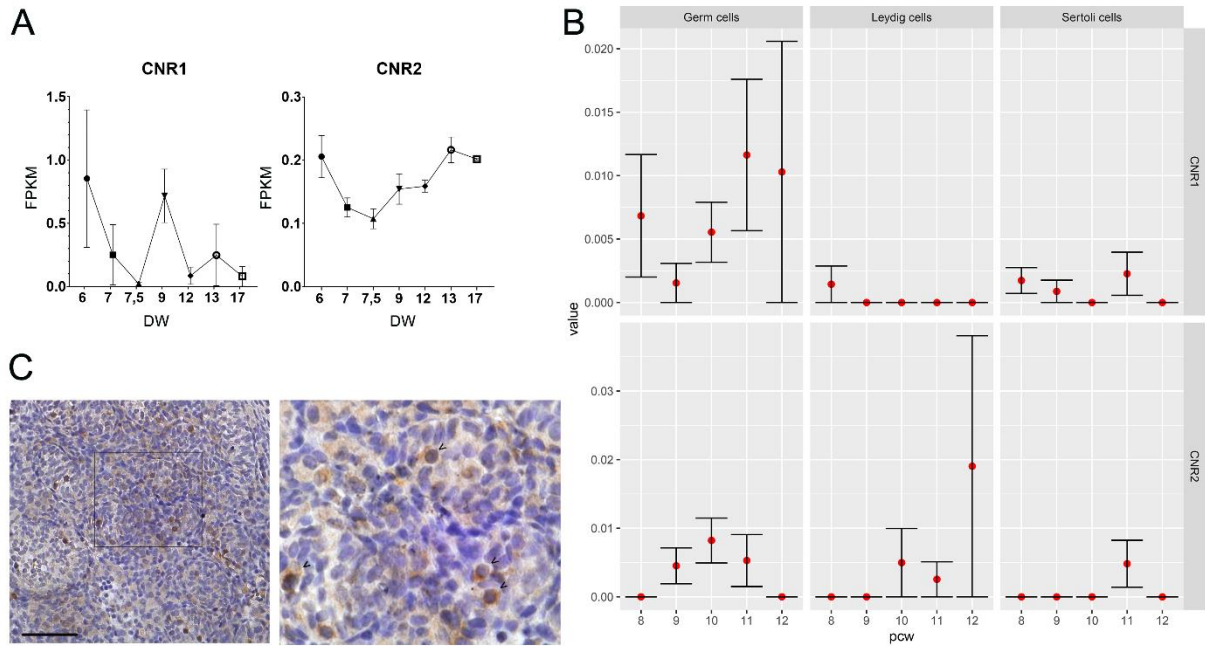 A
CNR1
CNR2
FPKM
1.5
1.0
0.5
0.0
6 7 7,5 9 12 13 17
DW
FPKM
0.3
0.2
0.1
0.0
6 7 7,5 9 12 13 17
DW
B
Germ cells
Leydig cells
Sertoli cells
value
0.020
0.015
0.010
0.005
0.000
CNR1
0.03
0.02
0.01
0.00
CNR2
8 9 10 11 12
8 9 10 11 12
8 9 10 11 12
pcw
C